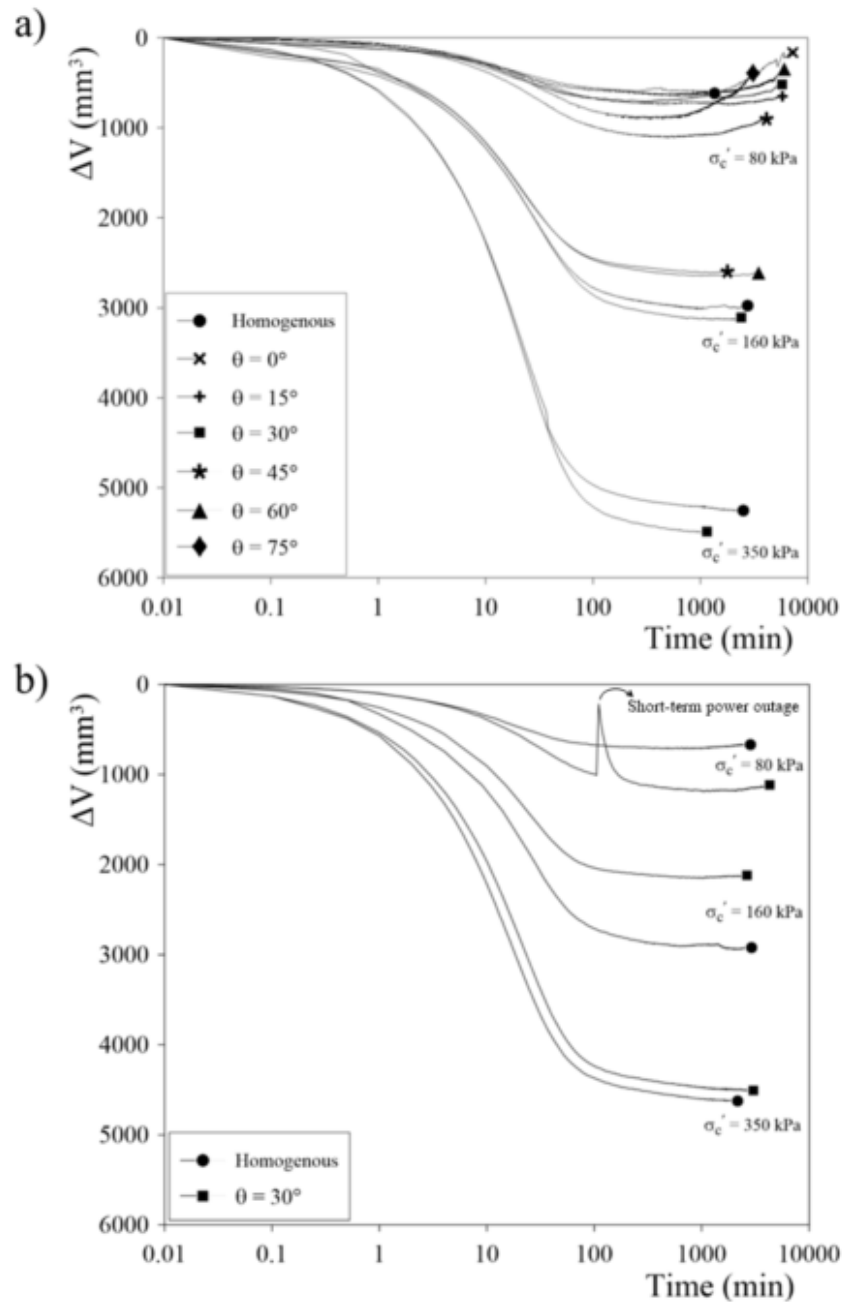 a)
0
1000
2000
3000
4000
5000
6000
ΔV (mm³)
σc′ = 80 kPa
σc′ = 160 kPa
σc′ = 350 kPa
Homogenous
θ = 0°
θ = 15°
θ = 30°
θ = 45°
θ = 60°
θ = 75°
0.01 0.1 1 10 100 1000 10000
Time (min)
b)
0
1000
2000
3000
4000
5000
6000
ΔV (mm³)
Short-term power outage
σc′ = 80 kPa
σc′ = 160 kPa
σc′ = 350 kPa
Homogenous
θ = 30°
0.01 0.1 1 10 100 1000 10000
Time (min)